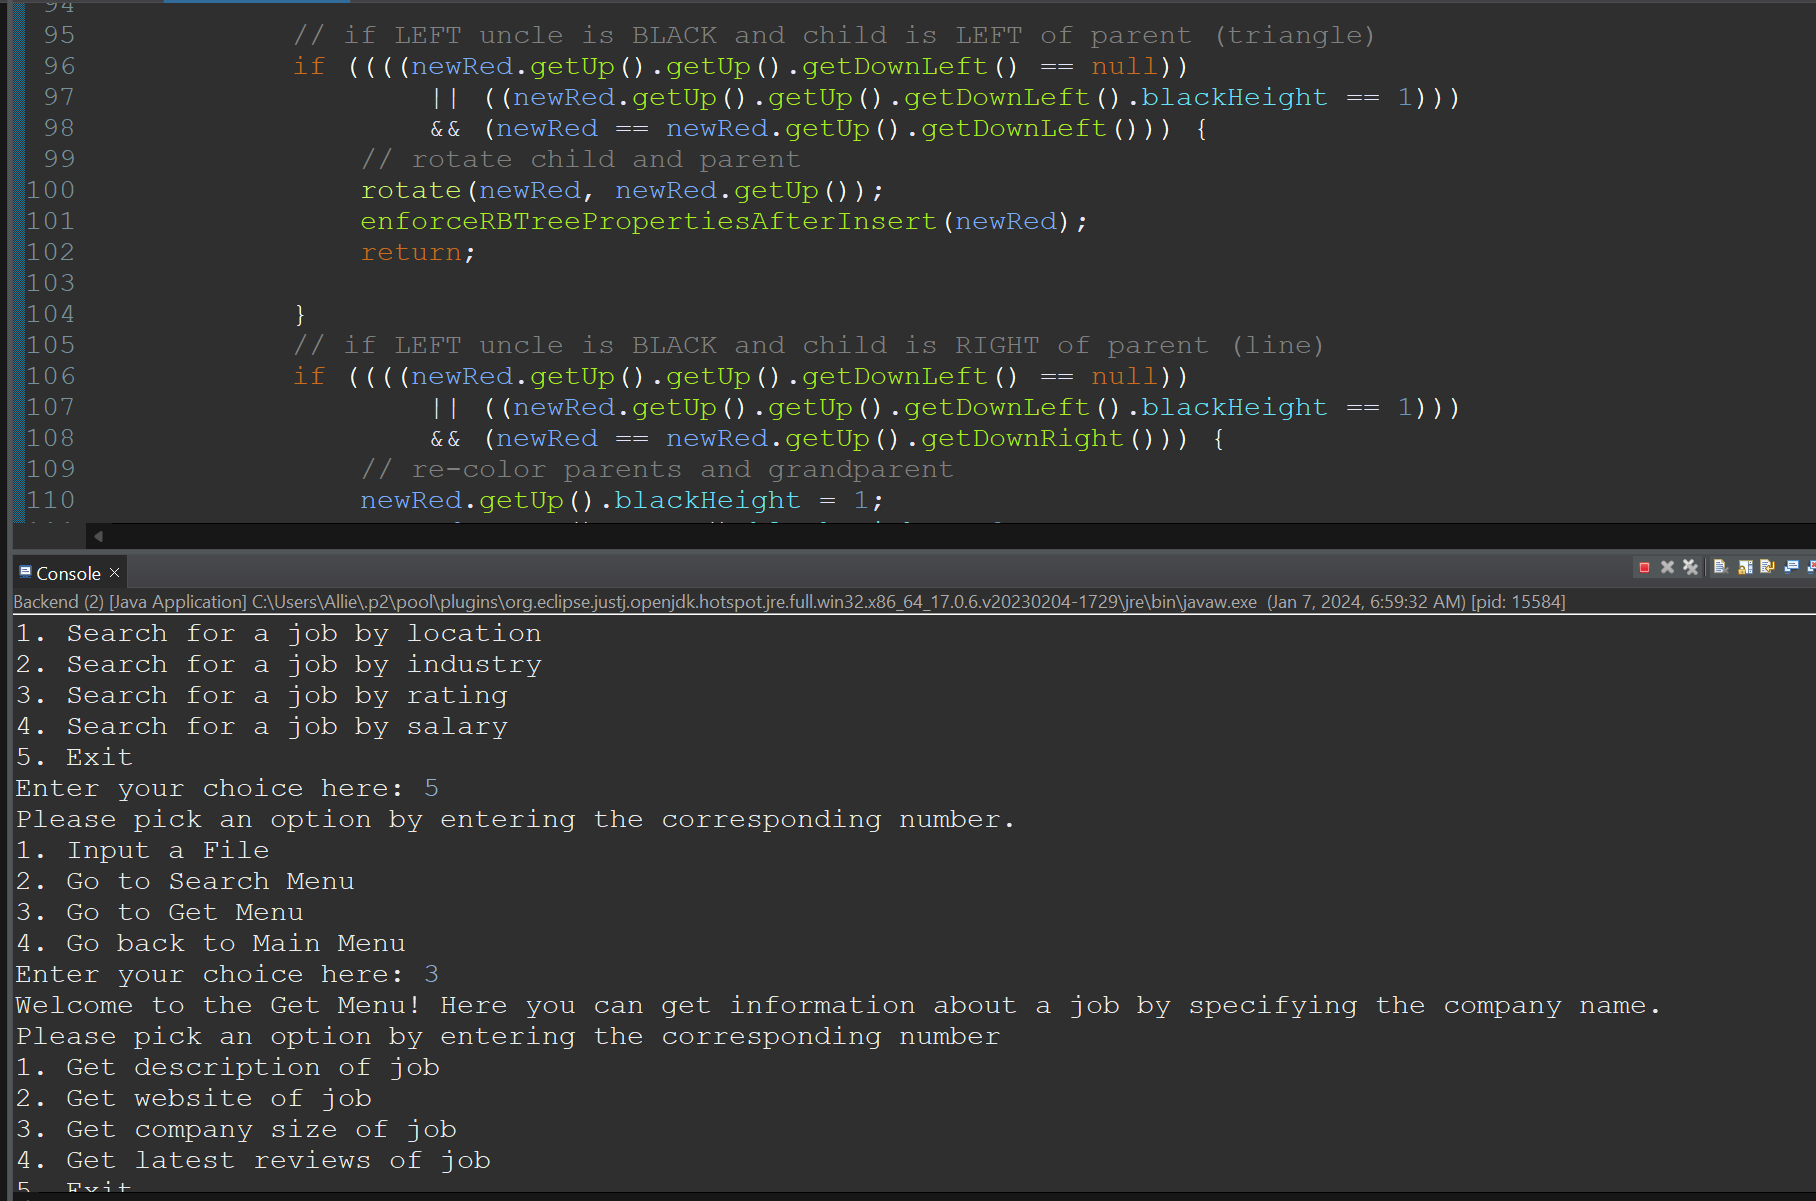 94
95 // if LEFT uncle is BLACK and child is LEFT of parent (triangle)
96 if ((((newRed.getUp().getUp().getDownLeft() == null))
97 || ((newRed.getUp().getUp().getDownLeft().blackHeight == 1)))
98 && (newRed == newRed.getUp().getDownLeft())) {
99 // rotate child and parent
100 rotate(newRed, newRed.getUp());
101 enforceRBTreePropertiesAfterInsert(newRed);
102 return;
103
104 }
105 // if LEFT uncle is BLACK and child is RIGHT of parent (line)
106 if ((((newRed.getUp().getUp().getDownLeft() == null))
107 || ((newRed.getUp().getUp().getDownLeft().blackHeight == 1)))
108 && (newRed == newRed.getUp().getDownRight())) {
109 // re-color parents and grandparent
110 newRed.getUp().blackHeight = 1;
Console
Backend (2) [Java Application] C:\Users\Allie\.p2\pool\plugins\org.eclipse.justj.openjdk.hotspot.jre.full.win32.x86_64_17.0.6.v20230204-1729\jre\bin\javaw.exe (Jan 7, 2024, 6:59:32 AM) [pid: 15584]
1. Search for a job by location
2. Search for a job by industry
3. Search for a job by rating
4. Search for a job by salary
5. Exit
Enter your choice here: 5
Please pick an option by entering the corresponding number.
1. Input a File
2. Go to Search Menu
3. Go to Get Menu
4. Go back to Main Menu
Enter your choice here: 3
Welcome to the Get Menu! Here you can get information about a job by specifying the company name.
Please pick an option by entering the corresponding number
1. Get description of job
2. Get website of job
3. Get company size of job
4. Get latest reviews of job
5. Exit